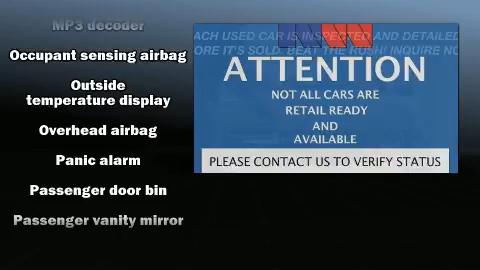 MP3 decoder
Occupant sensing airbag
Outside
temperature display
Overhead airbag
Panic alarm
Passenger door bin
Passenger vanity mirror
ACH USED CAR IS INSPECTED AND DETAILED
ORE IT'S SOLD. BEAT THE RUSH! INQUIRE NO
ATTENTION
NOT ALL CARS ARE
RETAIL READY
AND
AVAILABLE
PLEASE CONTACT US TO VERIFY STATUS